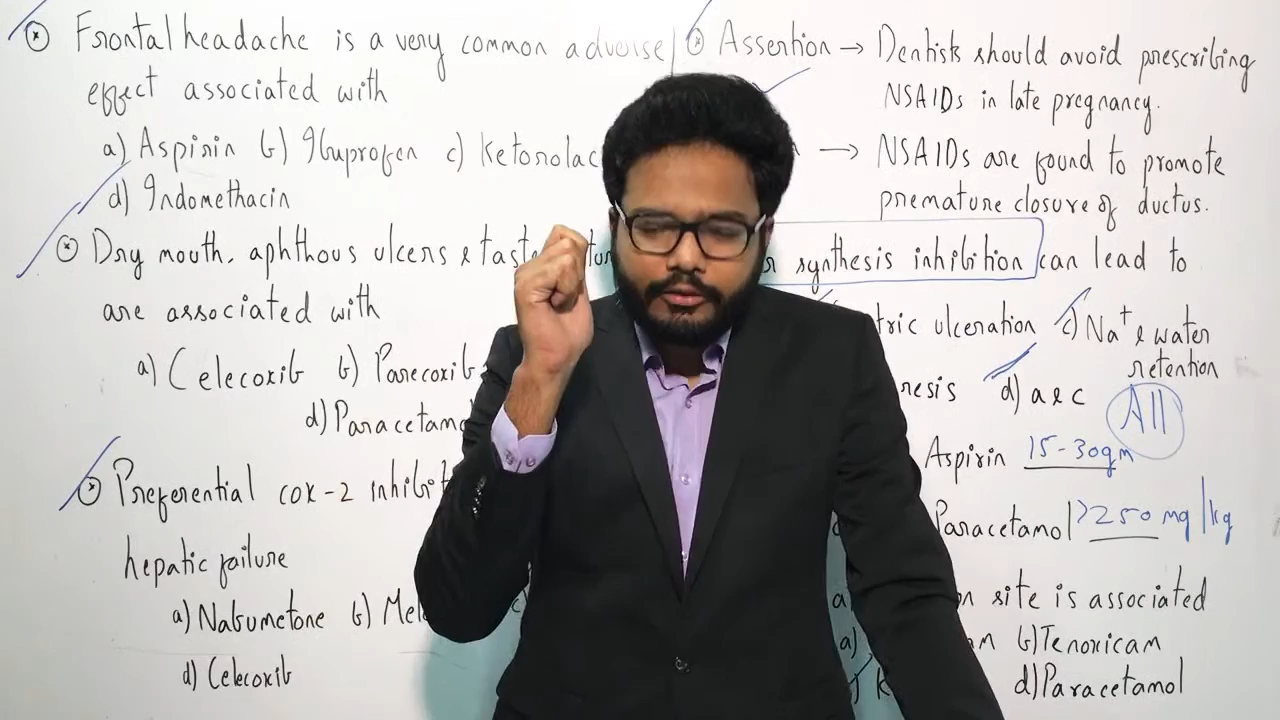 Frontal headache is a very common adverse
effect associated with
a) Aspirin b) Ibuprofen c) Ketorolac
d) Indomethacin
Dry mouth, aphthous ulcers &
are associated with
a) Celecoxib b) Parecoxib
d) Paracetamo
Preferential cox-2 inhibit
hepatic failure
a) Nabumetone b) Mel
d) Celecoxib
Assertion → Dentists should avoid prescribing
NSAIDs in late pregnancy.
→ NSAIDs are found to promote
premature closure of ductus.
synthesis inhibition can lead to
tric ulceration c) Na+ & water
retention
resis d) a & c
All
Aspirin 15-30gm
Paracetamol >250 mg/kg
n site is associated
a) b) Tenoxicam
d) Paracetamol